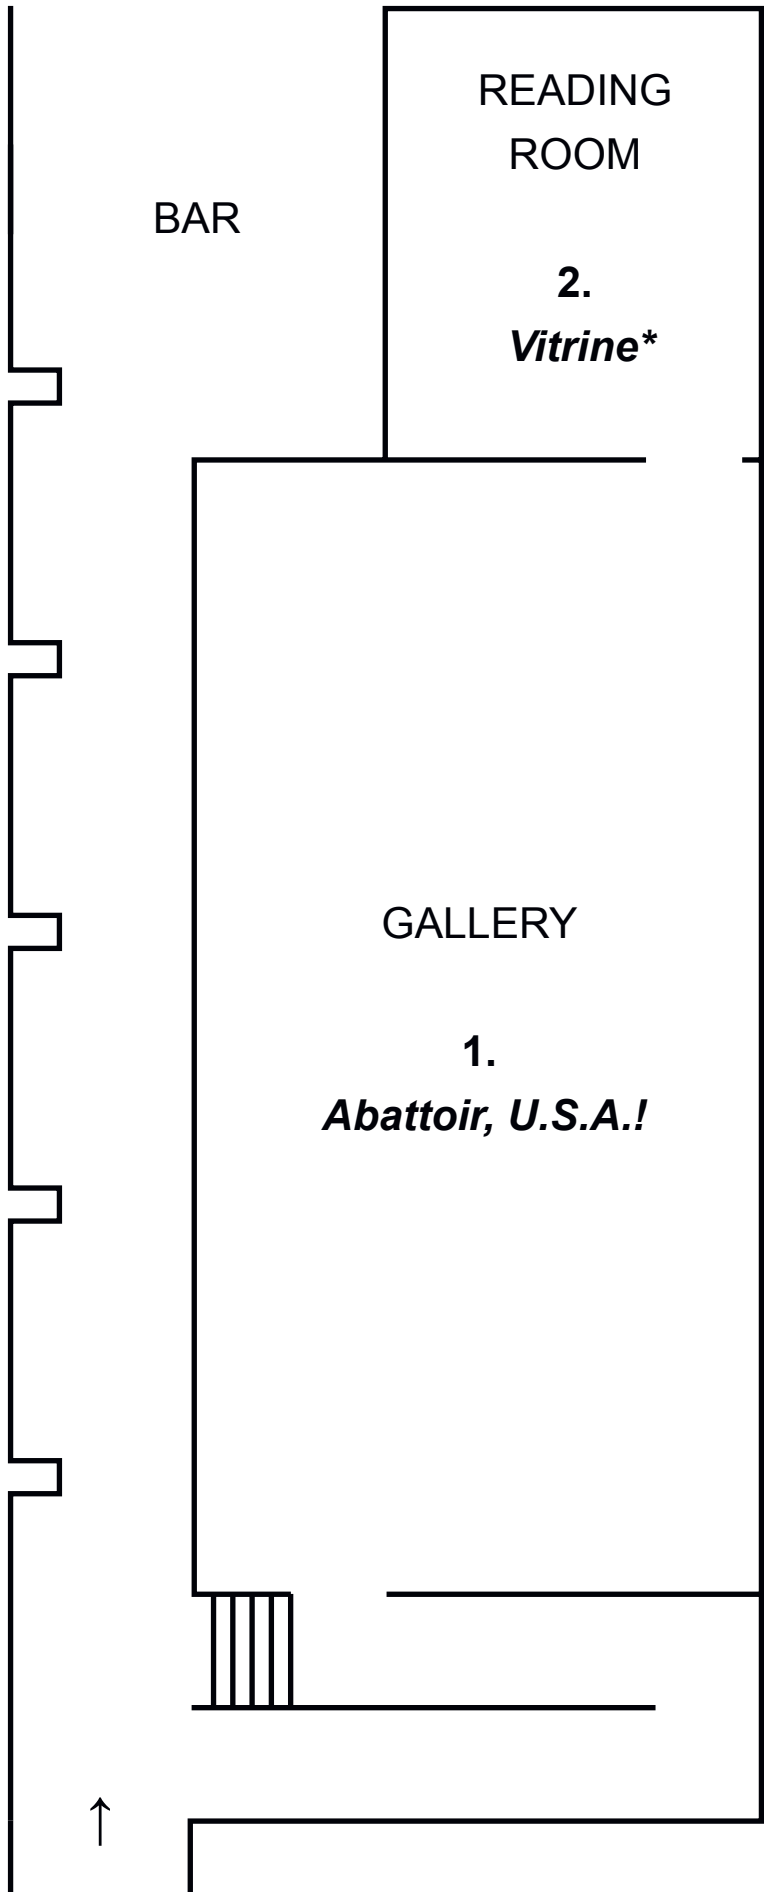 READING
ROOM
BAR
2.
Vitrine*
GALLERY
1.
Abattoir, U.S.A.!
↑